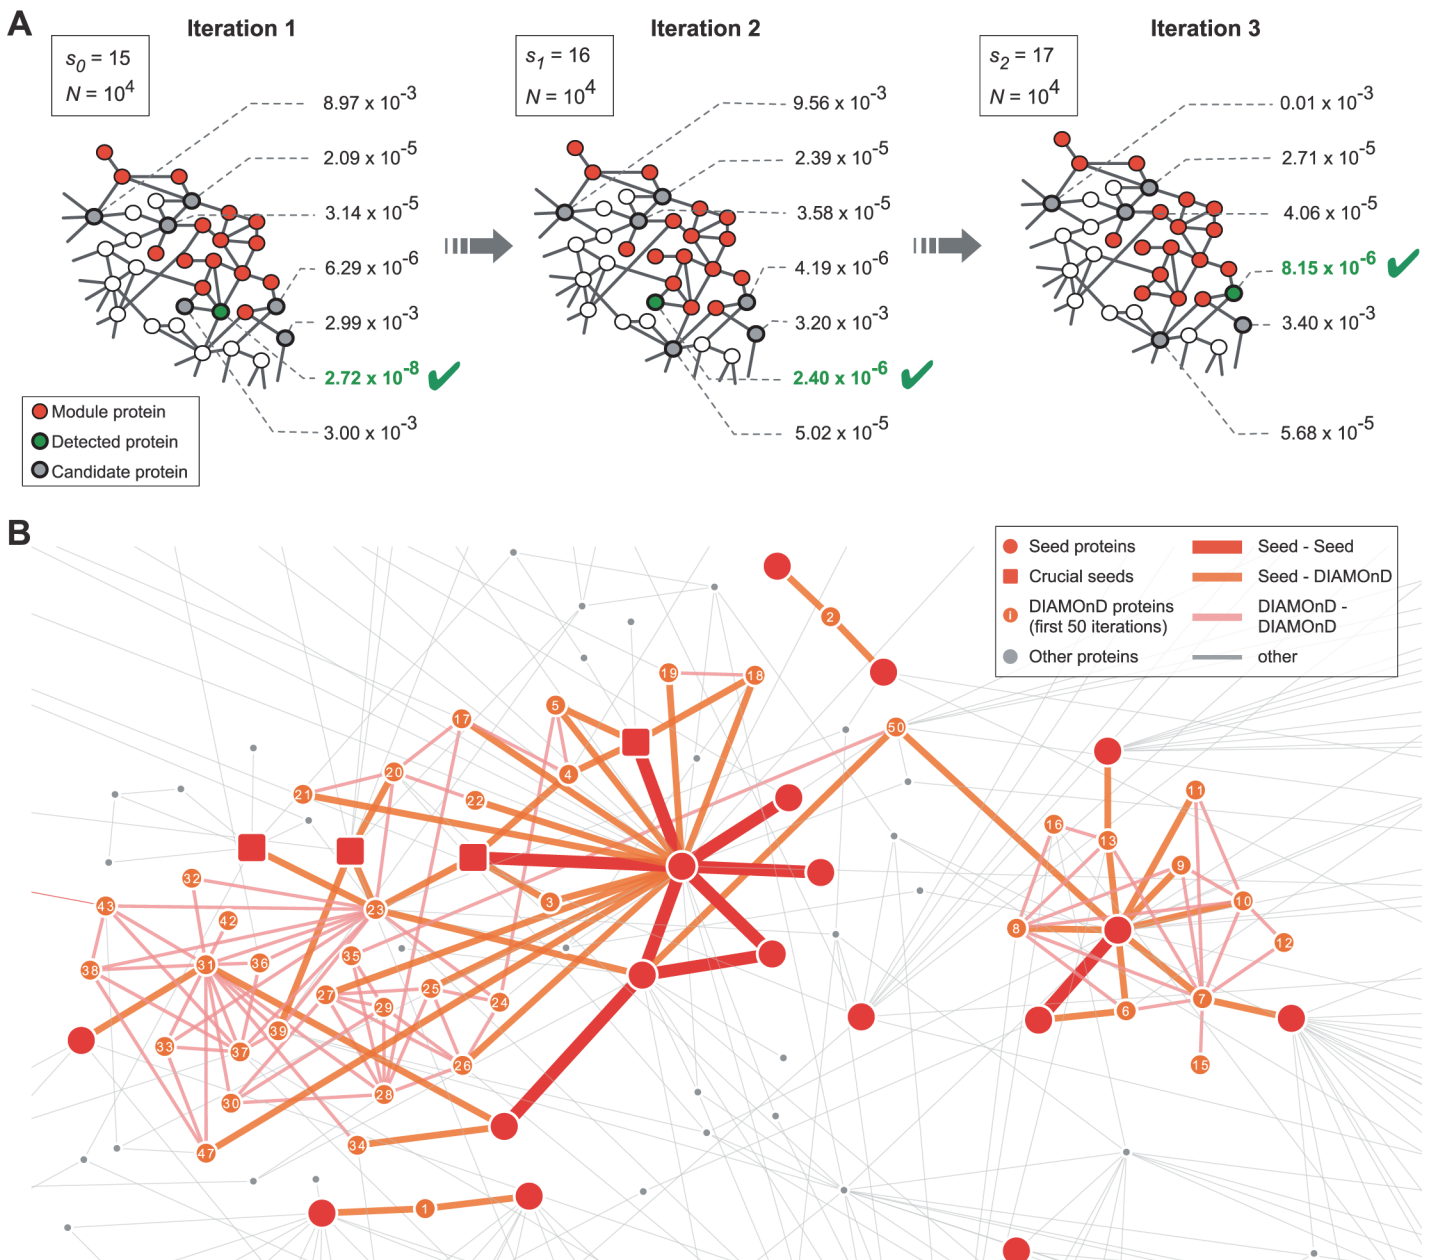 A
Iteration 1
Iteration 2
Iteration 3
s0 = 15
N = 10^4
s1 = 16
N = 10^4
s2 = 17
N = 10^4
8.97 x 10^-3
2.09 x 10^-5
3.14 x 10^-5
6.29 x 10^-6
2.99 x 10^-3
2.72 x 10^-8 ✓
3.00 x 10^-3
9.56 x 10^-3
2.39 x 10^-5
3.58 x 10^-5
4.19 x 10^-6
3.20 x 10^-3
2.40 x 10^-6 ✓
5.02 x 10^-5
0.01 x 10^-3
2.71 x 10^-5
4.06 x 10^-5
8.15 x 10^-6 ✓
3.40 x 10^-3
5.68 x 10^-5
Module protein
Detected protein
Candidate protein
B
Seed proteins
Crucial seeds
i DIAMOnD proteins
(first 50 iterations)
Other proteins
Seed - Seed
Seed - DIAMOnD
DIAMOnD -
DIAMOnD
other
2
19
18
5
17
50
4
20
21
22
11
16
13
9
32
3
10
43
23
42
8
12
35
31
36
38
25
27
24
7
29
6
39
33
37
26
15
28
30
34
47
1